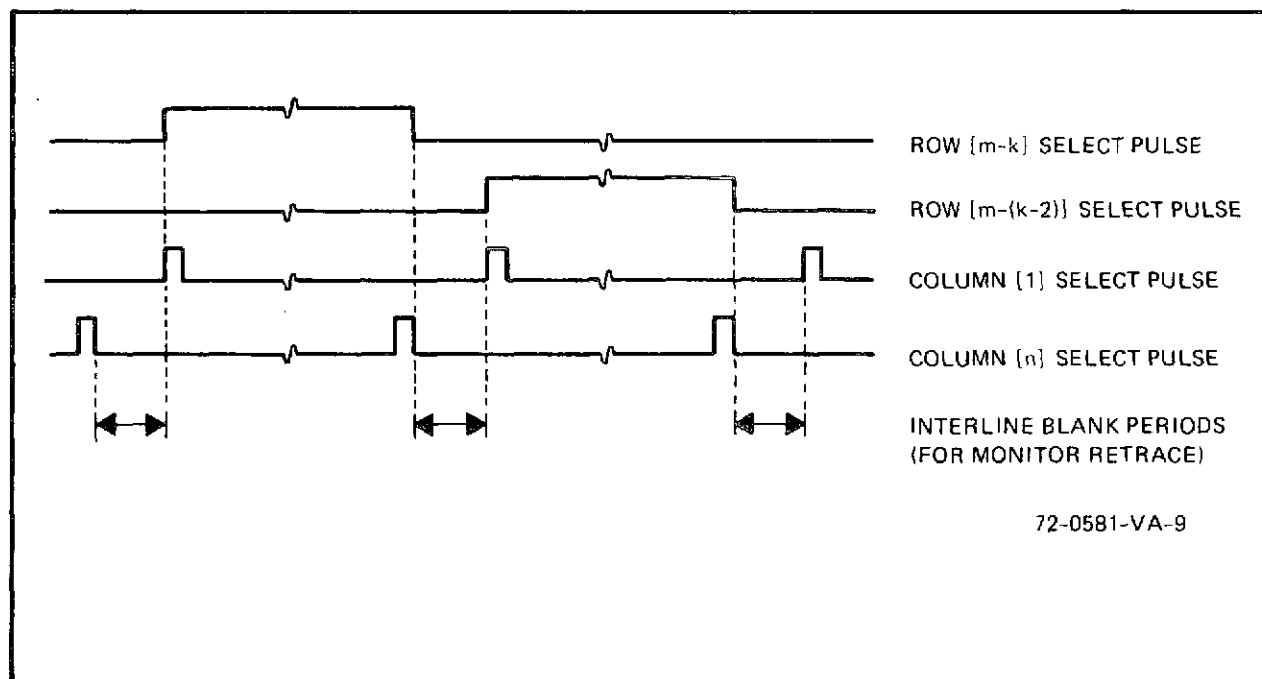 ROW [m-k] SELECT PULSE
ROW [m-(k-2)] SELECT PULSE
COLUMN [1] SELECT PULSE
COLUMN [n] SELECT PULSE
INTERLINE BLANK PERIODS
(FOR MONITOR RETRACE)
72-0581-VA-9